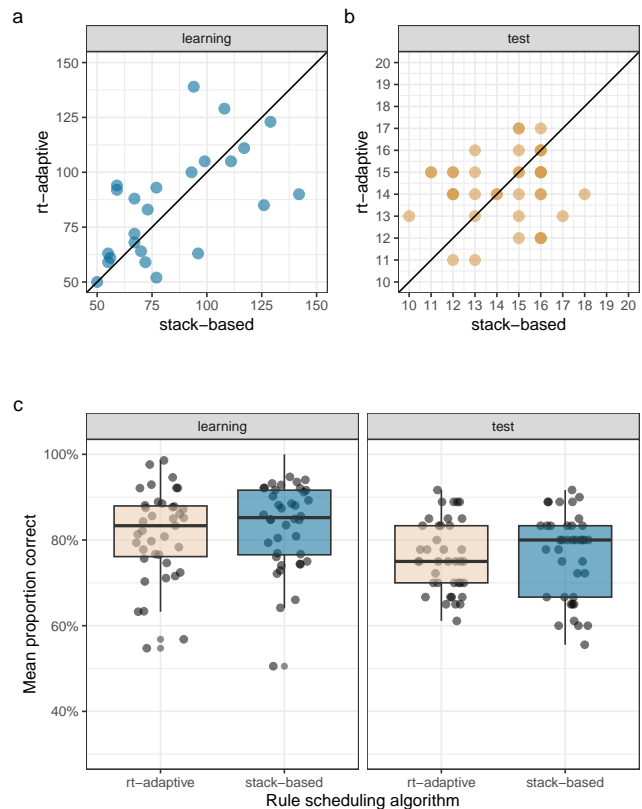 a
learning
150
125
100
75
50
50 75 100 125 150
stack−based
rt−adaptive
b
test
20
19
18
17
16
15
14
13
12
11
10
10 11 12 13 14 15 16 17 18 19 20
stack−based
rt−adaptive
c
learning test
100%
80%
60%
40%
Mean proportion correct
rt−adaptive stack−based rt−adaptive stack−based
Rule scheduling algorithm